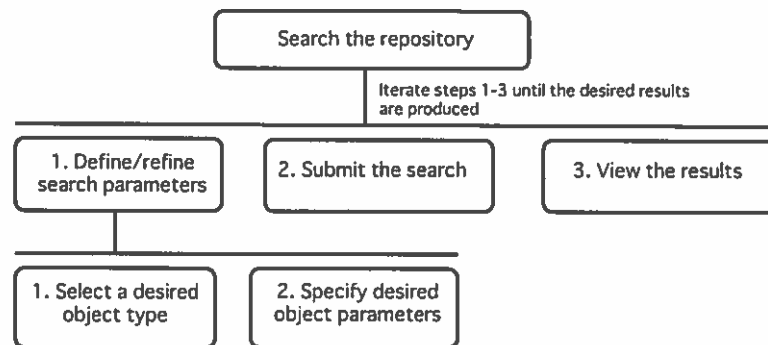 Search the repository
Iterate steps 1-3 until the desired results
are produced
1. Define/refine
search parameters
2. Submit the search
3. View the results
1. Select a desired
object type
2. Specify desired
object parameters